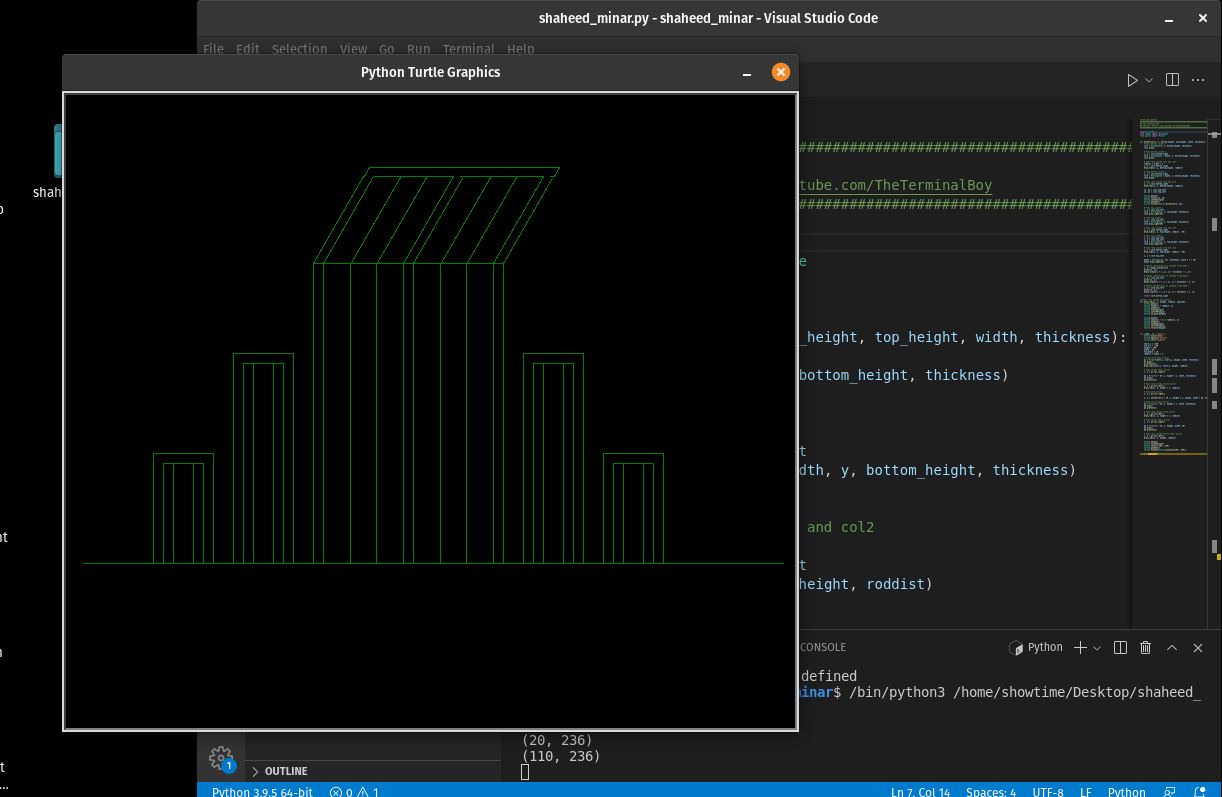 shaheed_minar.py - shaheed_minar - Visual Studio Code
File Edit Selection View Go Run Terminal Help
Python Turtle Graphics
shah
################################################
tube.com/TheTerminalBoy
################################################
e
_height, top_height, width, thickness):
bottom_height, thickness)
t
dth, y, bottom_height, thickness)
and col2
t
height, roddist)
CONSOLE
Python
defined
inar$ /bin/python3 /home/showtime/Desktop/shaheed_
(20, 236)
(110, 236)
1
OUTLINE
Python 3.9.5 64-bit 0 1 Ln 7, Col 14 Spaces: 4 UTF-8 LF Python